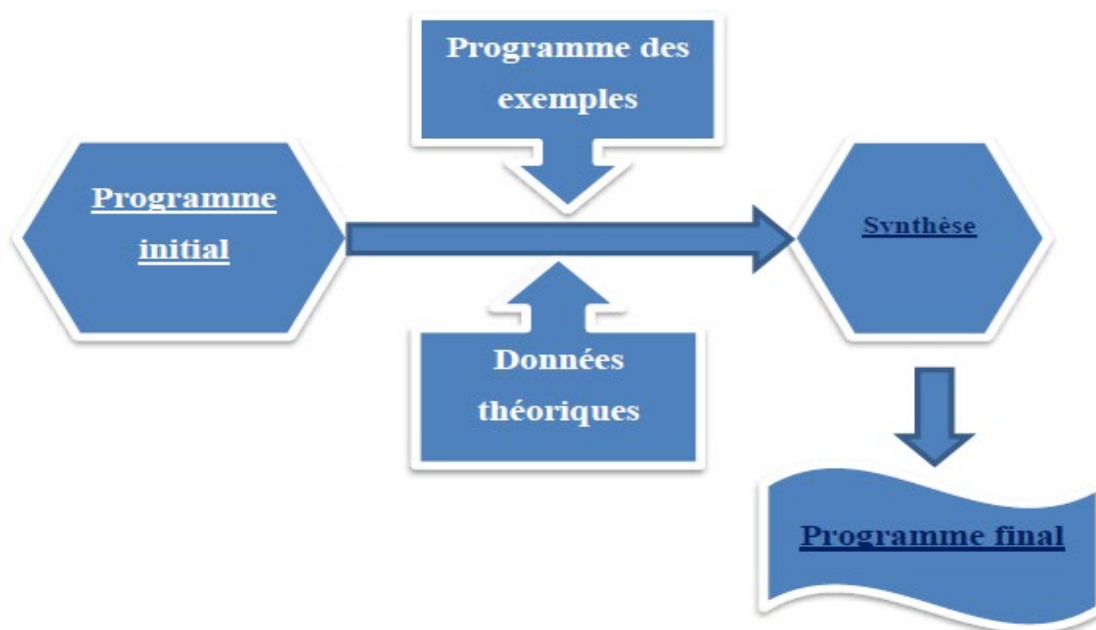 Programme des
exemples
Programme
initial
Synthèse
Données
théoriques
Programme final